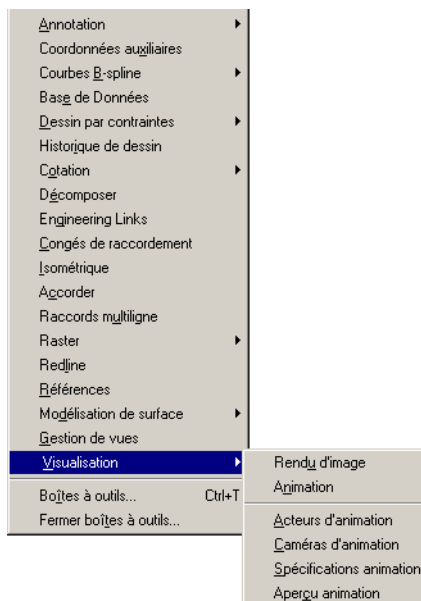 Annotation
Coordonnées auxiliaires
Courbes B-spline
Base de Données
Dessin par contraintes
Historique de dessin
Cotation
Décomposer
Engineering Links
Congés de raccordement
Isométrique
Accorder
Raccords multiligne
Raster
Redline
Références
Modélisation de surface
Gestion de vues
Visualisation
Boîtes à outils... Ctrl+T
Fermer boîtes à outils...
Rendu d'image
Animation
Acteurs d'animation
Caméras d'animation
Spécifications animation
Aperçu animation